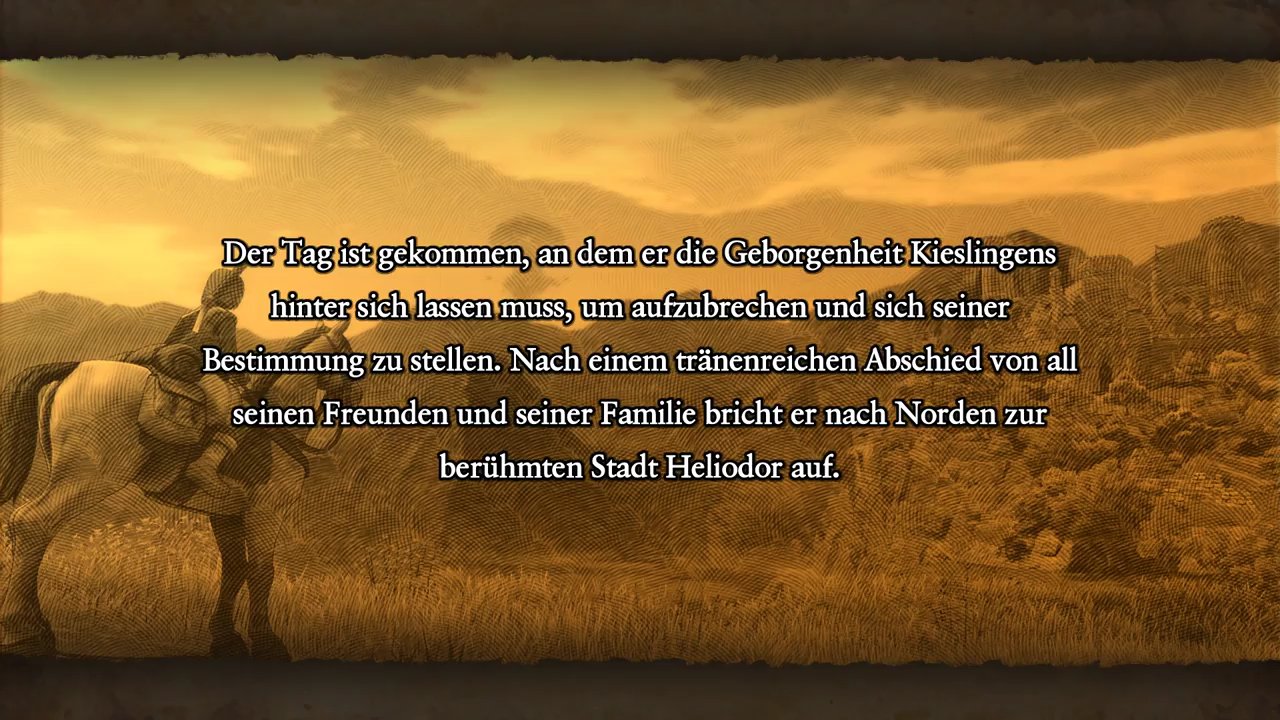 Der Tag ist gekommen, an dem er die Geborgenheit Kieslingens
hinter sich lassen muss, um aufzubrechen und sich seiner
Bestimmung zu stellen. Nach einem tränenreichen Abschied von all
seinen Freunden und seiner Familie bricht er nach Norden zur
berühmten Stadt Heliodor auf.